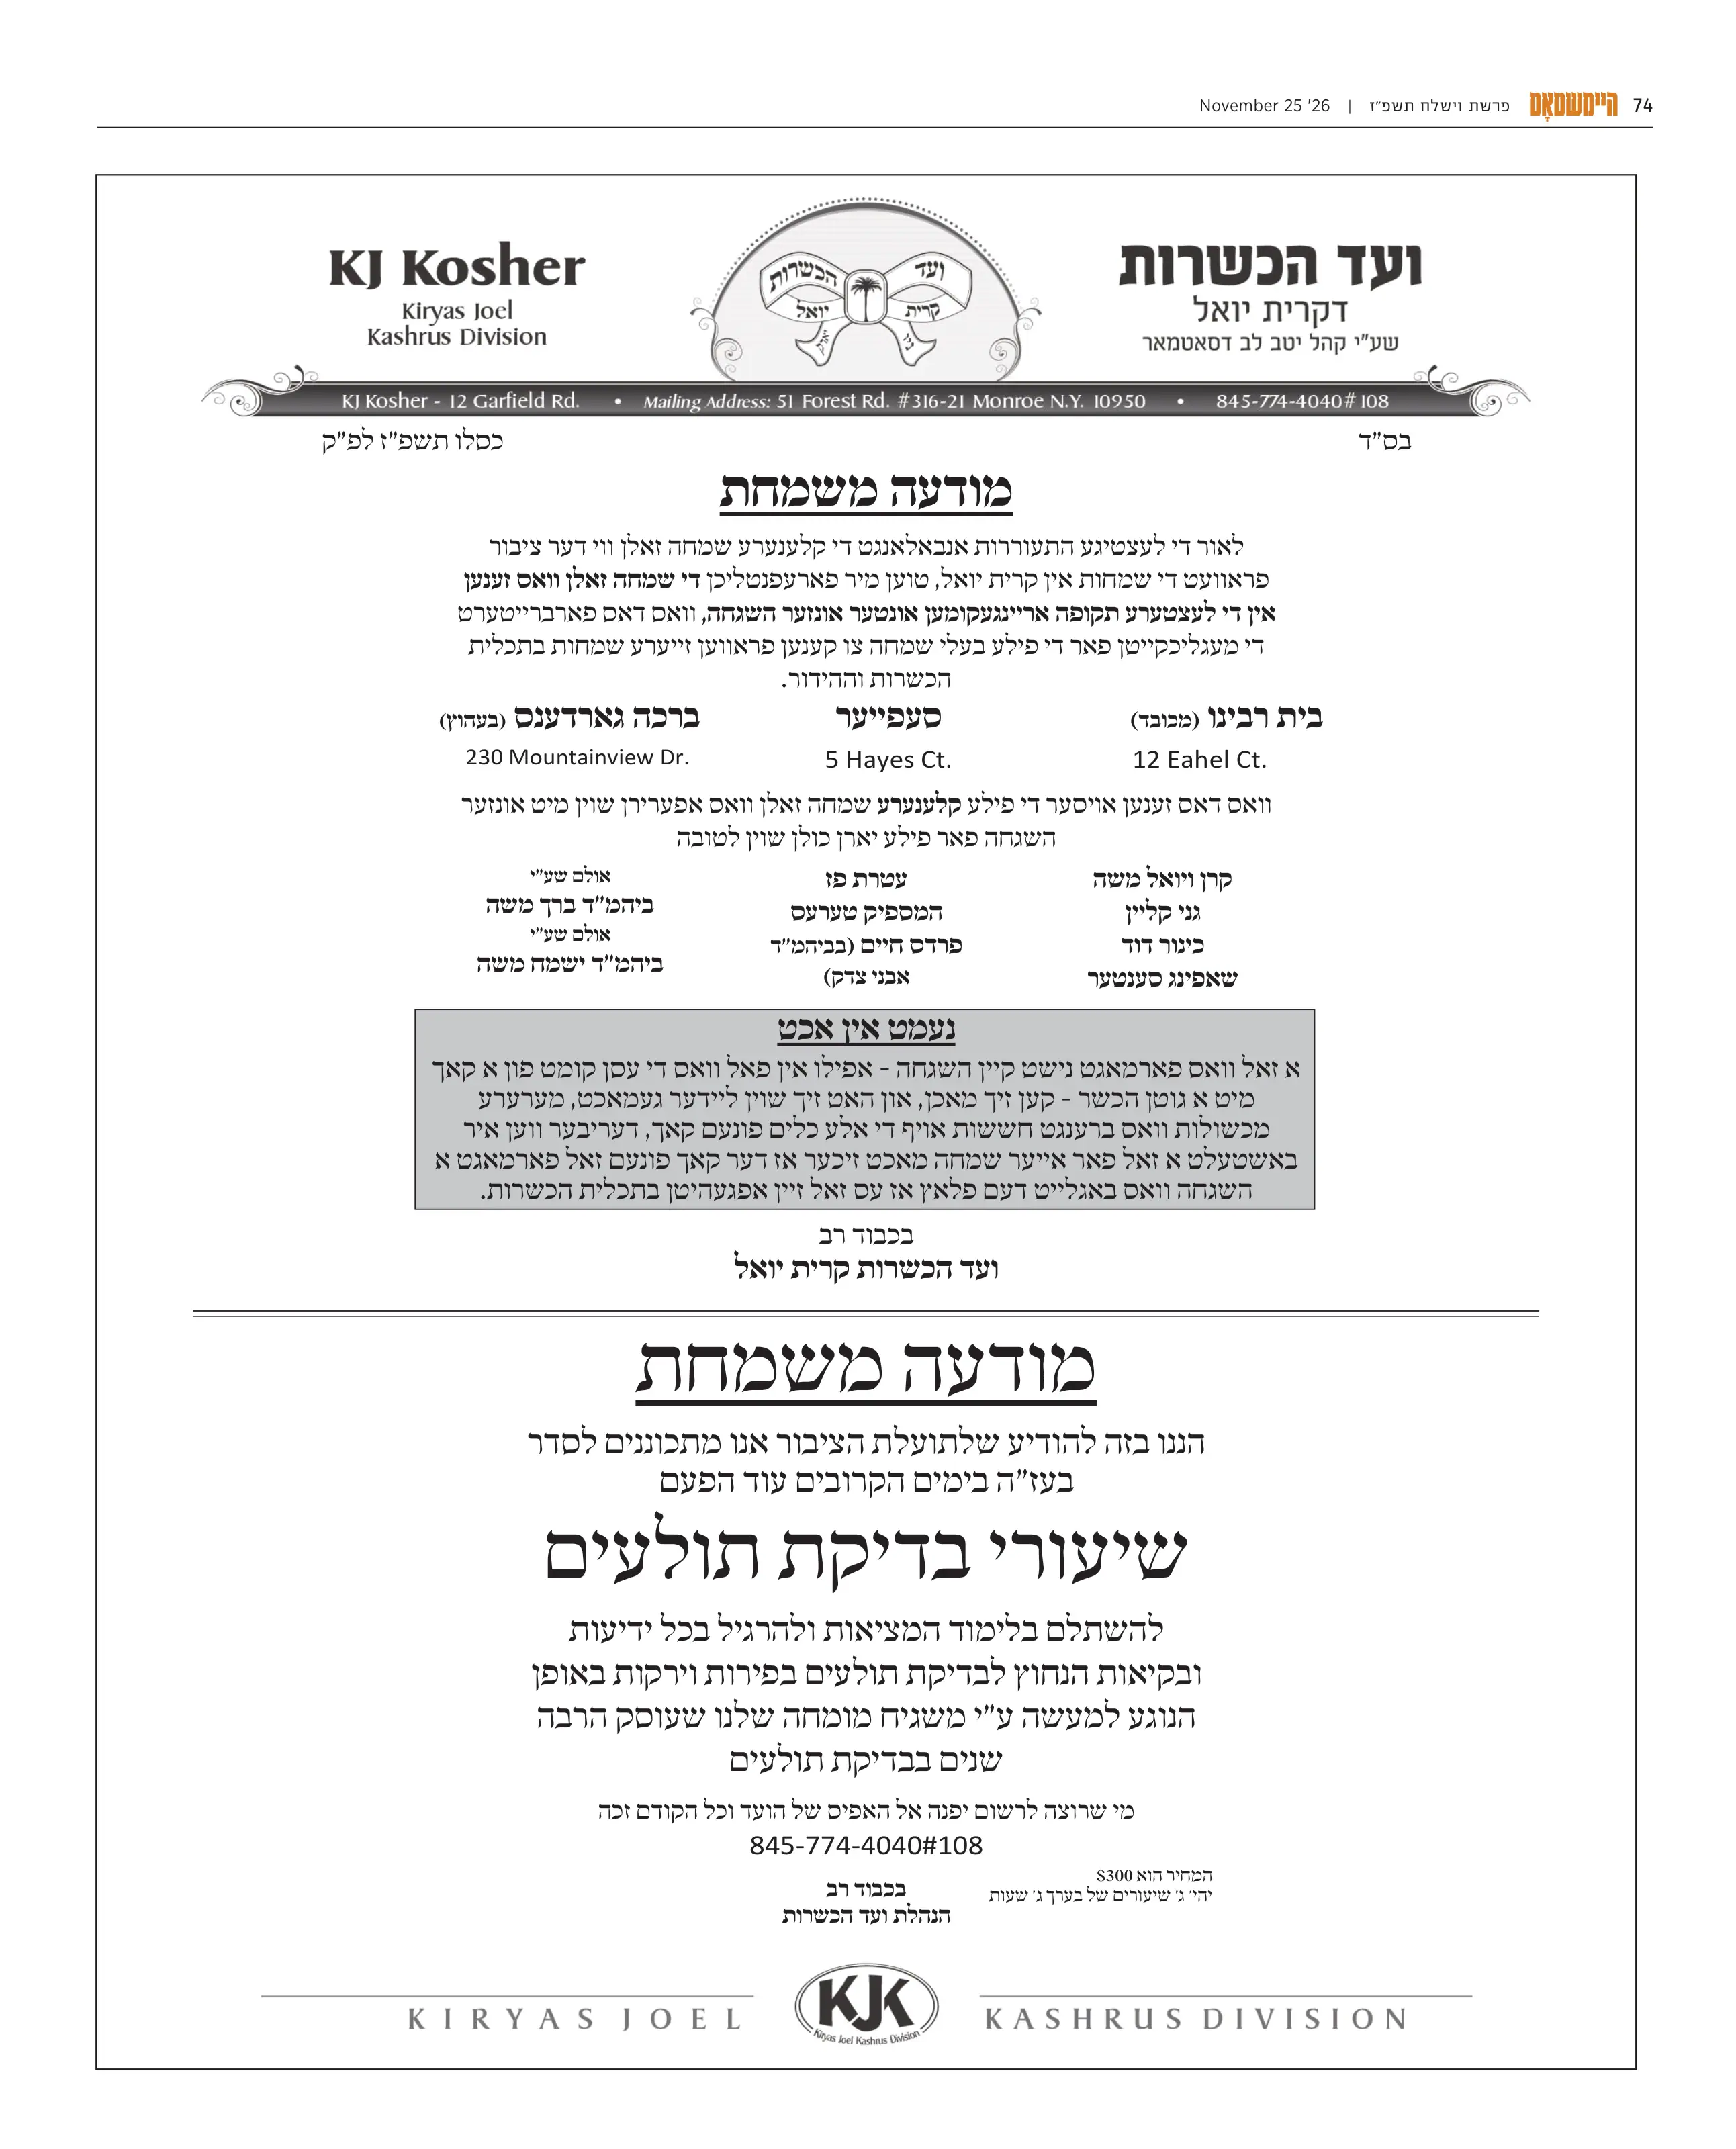 74 היימשטאָט פרשת וישלח תשפ״ז | November 25 '26
ועד הכשרות
דקרית יואל
שע"י קהל יטב לב דסאטמאר
ועד הכשרות
קרית יואל
ניו
KJ Kosher
Kiryas Joel
Kashrus Division
KJ Kosher - 12 Garfield Rd. • Mailing Address: 51 Forest Rd. #316-21 Monroe N.Y. 10950 • 845-774-4040#108
בס"ד
כסלו תשפ"ז לפ"ק
מודעה משמחת
לאור די לעצטיגע התעוררות אנבאלאנגט די קלענערע שמחה זאלן ווי דער ציבור
פראוועט די שמחות אין קרית יואל, טוען מיר פארעפנטליכן די שמחה זאלן וואס זענען
אין די לעצטערע תקופה אריינגעקומען אונטער אונזער השגחה, וואס דאס פארברייטערט
די מעגליכקייטן פאר די פילע בעלי שמחה צו קענען פראווען זייערע שמחות בתכלית
הכשרות וההידור.
בית רבינו (מכובד)
12 Eahel Ct.
סעפייער
5 Hayes Ct.
ברכה גארדענס (בעהוץ)
230 Mountainview Dr.
וואס דאס זענען אויסער די פילע קלענערע שמחה זאלן וואס אפערירן שוין מיט אונזער
השגחה פאר פילע יארן כולן שוין לטובה
קרן ויואל משה
גני קליין
כינור דוד
שאפינג סענטער
עטרת פז
המספיק טערעס
פרדס חיים (בביהמ"ד
אבני צדק)
אולם שע"י
ביהמ"ד ברך משה
אולם שע"י
ביהמ"ד ישמח משה
נעמט אין אכט
א זאל וואס פארמאגט נישט קיין השגחה - אפילו אין פאל וואס די עסן קומט פון א קאך
מיט א גוטן הכשר - קען זיך מאכן, און האט זיך שוין ליידער געמאכט, מערערע
מכשולות וואס ברענגט חששות אויף די אלע כלים פונעם קאך, דעריבער ווען איר
באשטעלט א זאל פאר אייער שמחה מאכט זיכער אז דער קאך פונעם זאל פארמאגט א
השגחה וואס באגלייט דעם פלאץ אז עס זאל זיין אפגעהיטן בתכלית הכשרות.
בכבוד רב
ועד הכשרות קרית יואל
מודעה משמחת
הננו בזה להודיע שלתועלת הציבור אנו מתכוננים לסדר
בעז"ה בימים הקרובים עוד הפעם
שיעורי בדיקת תולעים
להשתלם בלימוד המציאות ולהרגיל בכל ידיעות
ובקיאות הנחוץ לבדיקת תולעים בפירות וירקות באופן
הנוגע למעשה ע"י משגיח מומחה שלנו שעוסק הרבה
שנים בבדיקת תולעים
מי שרוצה לרשום יפנה אל האפיס של הועד וכל הקודם זכה
845-774-4040#108
המחיר הוא $300
יהי' ג' שיעורים של בערך ג' שעות
בכבוד רב
הנהלת ועד הכשרות
KIRYAS JOEL KJK KASHRUS DIVISION
Kiryas Joel Kashrus Division